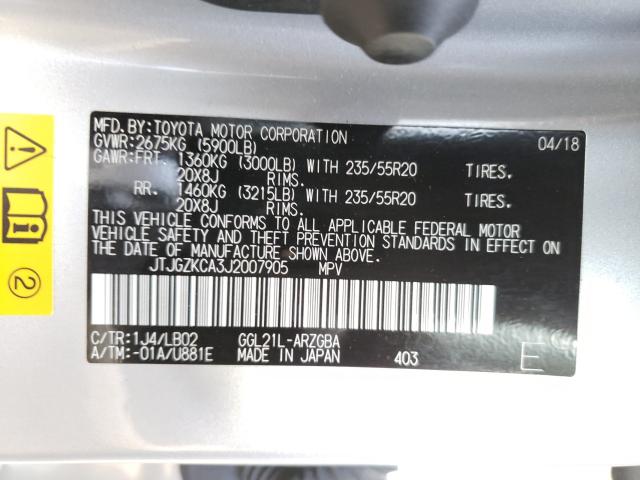 MFD.BY:TOYOTA MOTOR CORPORATION 04/18
GVWR:2675KG (5900LB)
GAWR:FRT. 1360KG (3000LB) WITH 235/55R20 TIRES.
20X8J RIMS.
RR. 1460KG (3215LB) WITH 235/55R20 TIRES.
20X8J RIMS.
THIS VEHICLE CONFORMS TO ALL APPLICABLE FEDERAL MOTOR
VEHICLE SAFETY AND THEFT PREVENTION STANDARDS IN EFFECT ON
THE DATE OF MANUFACTURE SHOWN ABOVE.
JTJGZKCA3J2007905 MPV
C/TR:1J4/LB02 GGL21L-ARZGBA
A/TM:-01A/U881E MADE IN JAPAN 403 E
2